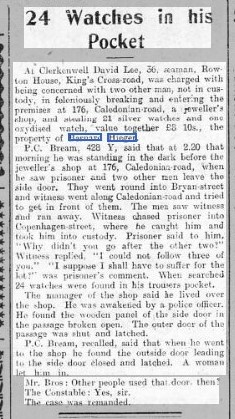 24 Watches in his
Pocket
At Clerkenwell David Lee, 36, seaman, Row-
ton House, King's Cross-road, was charged with
being concerned with two other man, not in cus-
tody, in feloniously breaking and entering the
premises at 176, Caledonian-road, a jeweller's
shop, and stealing 21 silver watches and one
oxydised watch, value together £3 10s., the
property of
P.C. Bream, 428 Y, said that at 2.20 that
morning he was standing in the dark before the
jeweller's shop at 176, Caledonian-road, when
he saw prisoner and two other men leave the
side door. They went round into Bryan-street
and witness went along Caledonian-road and tried
to get in front of them. The men saw witness
and ran away. Witness chased prisoner into
Copenhagen-street, where he caught him and
took him into custody. Prisoner said to him,
"Why didn't you go after the other two?"
Witness replied, "I could not follow three of
you." "I suppose I shall have to suffer for the
lot?" was prisoner's comment. When searched
24 watches were found in his trousers pocket.
The manager of the shop said he lived over
the shop. He was awakened by a police officer.
He found the wooden panel of the side door in
the passage broken open. The outer door of the
passage was shut and latched.
P.C. Bream, recalled, said that when he went
to the shop he found the outside door leading
to the side door closed and latched. A woman
let him in.
Mr. Bros: Other people used that door, then?
The Constable: Yes, sir.
The case was remanded.